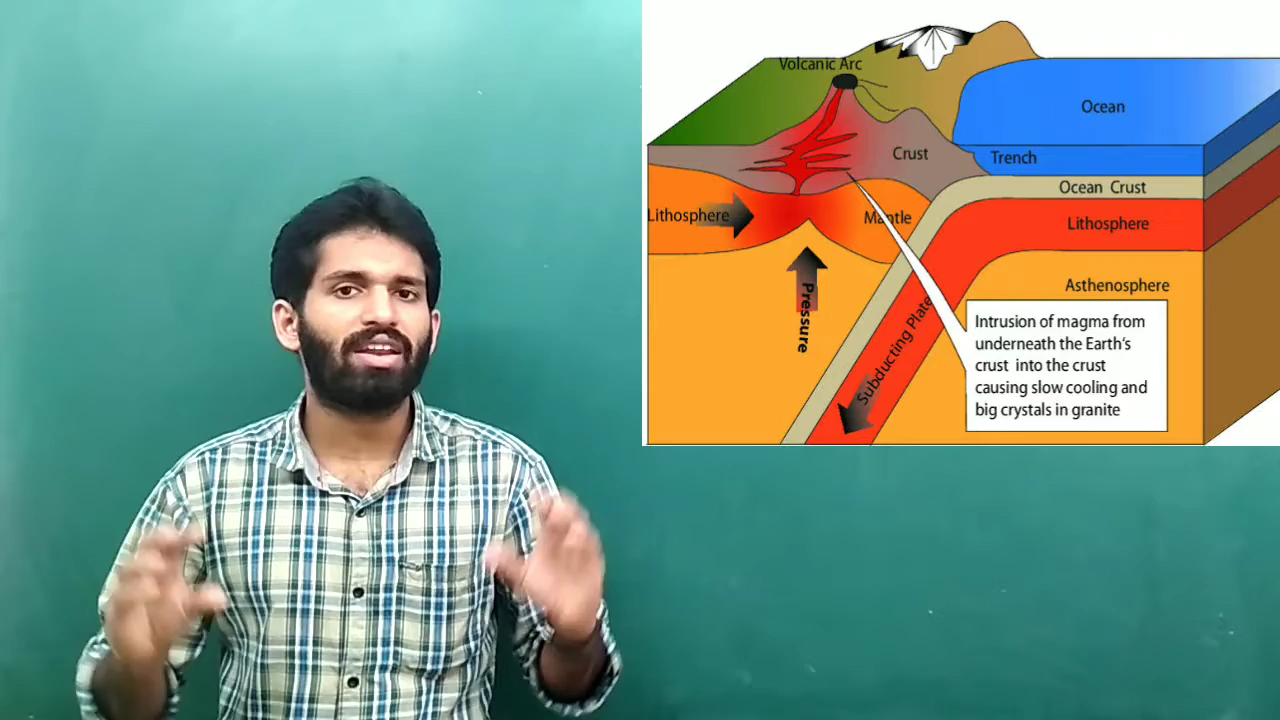 Volcanic Arc
Ocean
Crust
Trench
Ocean Crust
Lithosphere
Mantle
Lithosphere
Asthenosphere
Pressure
Subducting Plate
Intrusion of magma from
underneath the Earth's
crust into the crust
causing slow cooling and
big crystals in granite